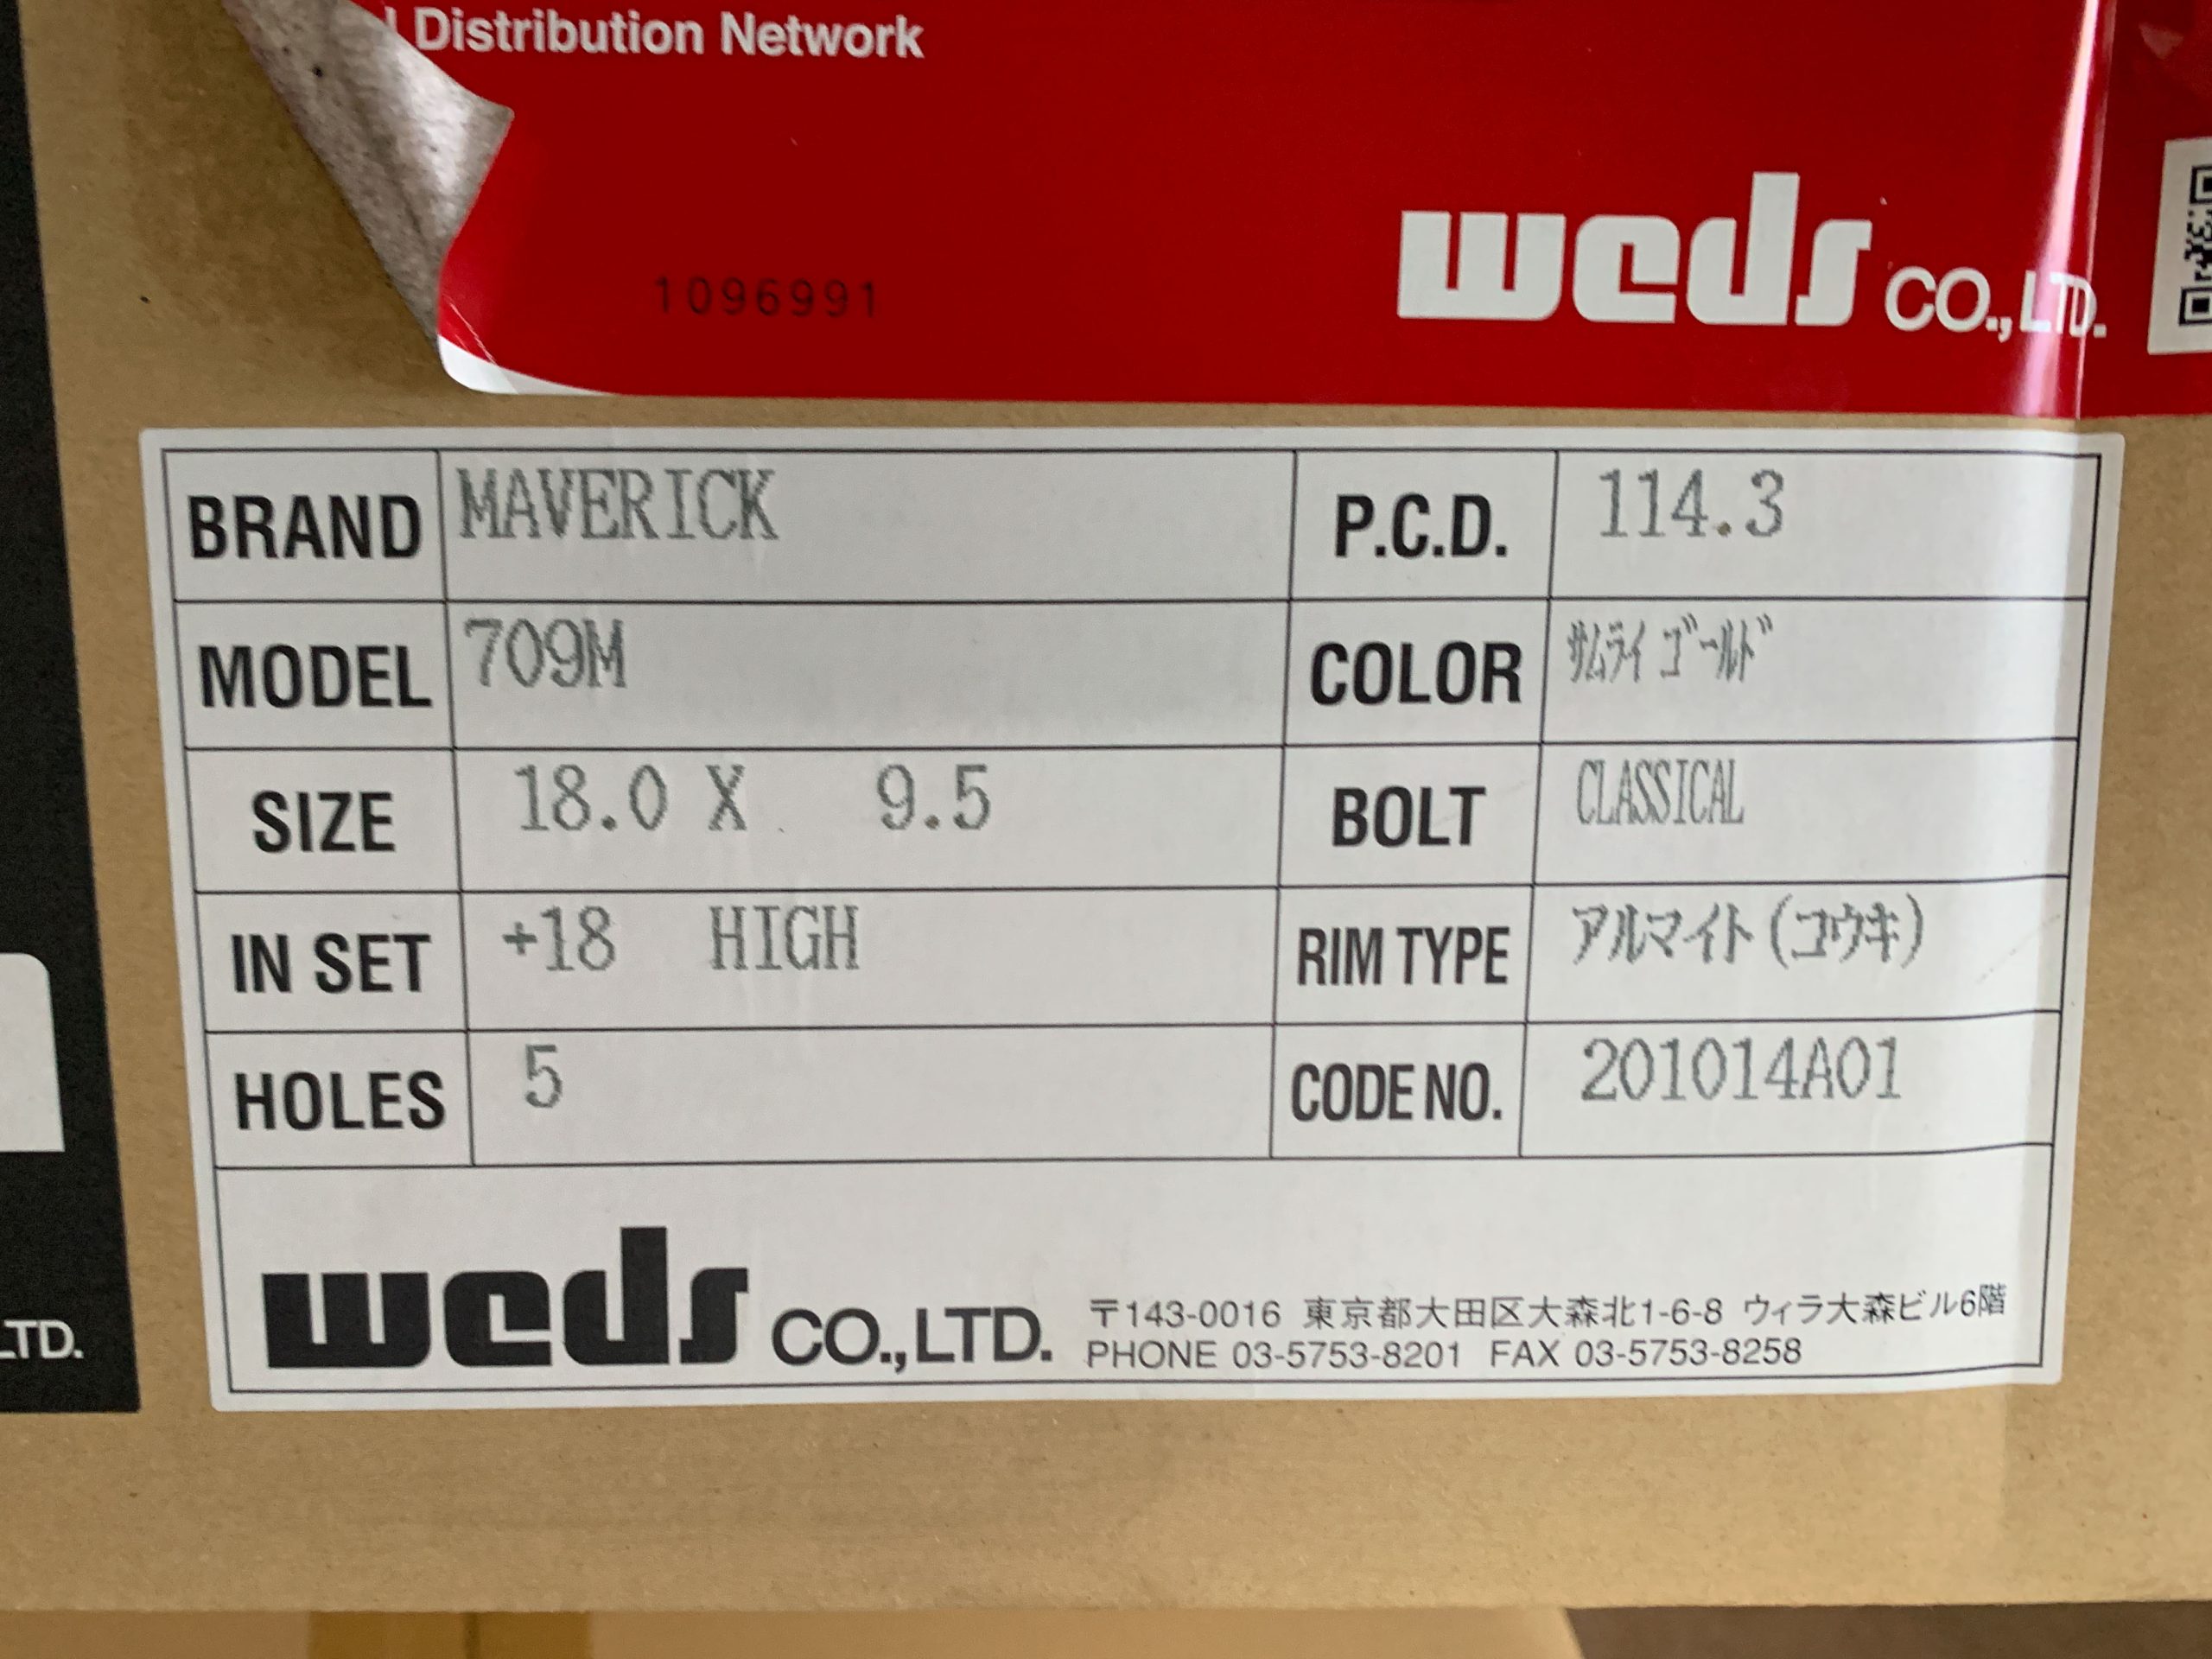 Distribution Network
weds CO., LTD.
1096991
BRAND MAVERICK P.C.D. 114.3
MODEL 709M COLOR ｻﾑﾗｲ ｺﾞｰﾙﾄﾞ
SIZE 18.0 X 9.5 BOLT CLASSICAL
IN SET +18 HIGH RIM TYPE アルマイト(コウキ)
HOLES 5 CODE NO. 201014A01
weds CO., LTD. 〒143-0016 東京都大田区大森北1-6-8 ウィラ大森ビル6階
PHONE 03-5753-8201 FAX 03-5753-8258
LTD.